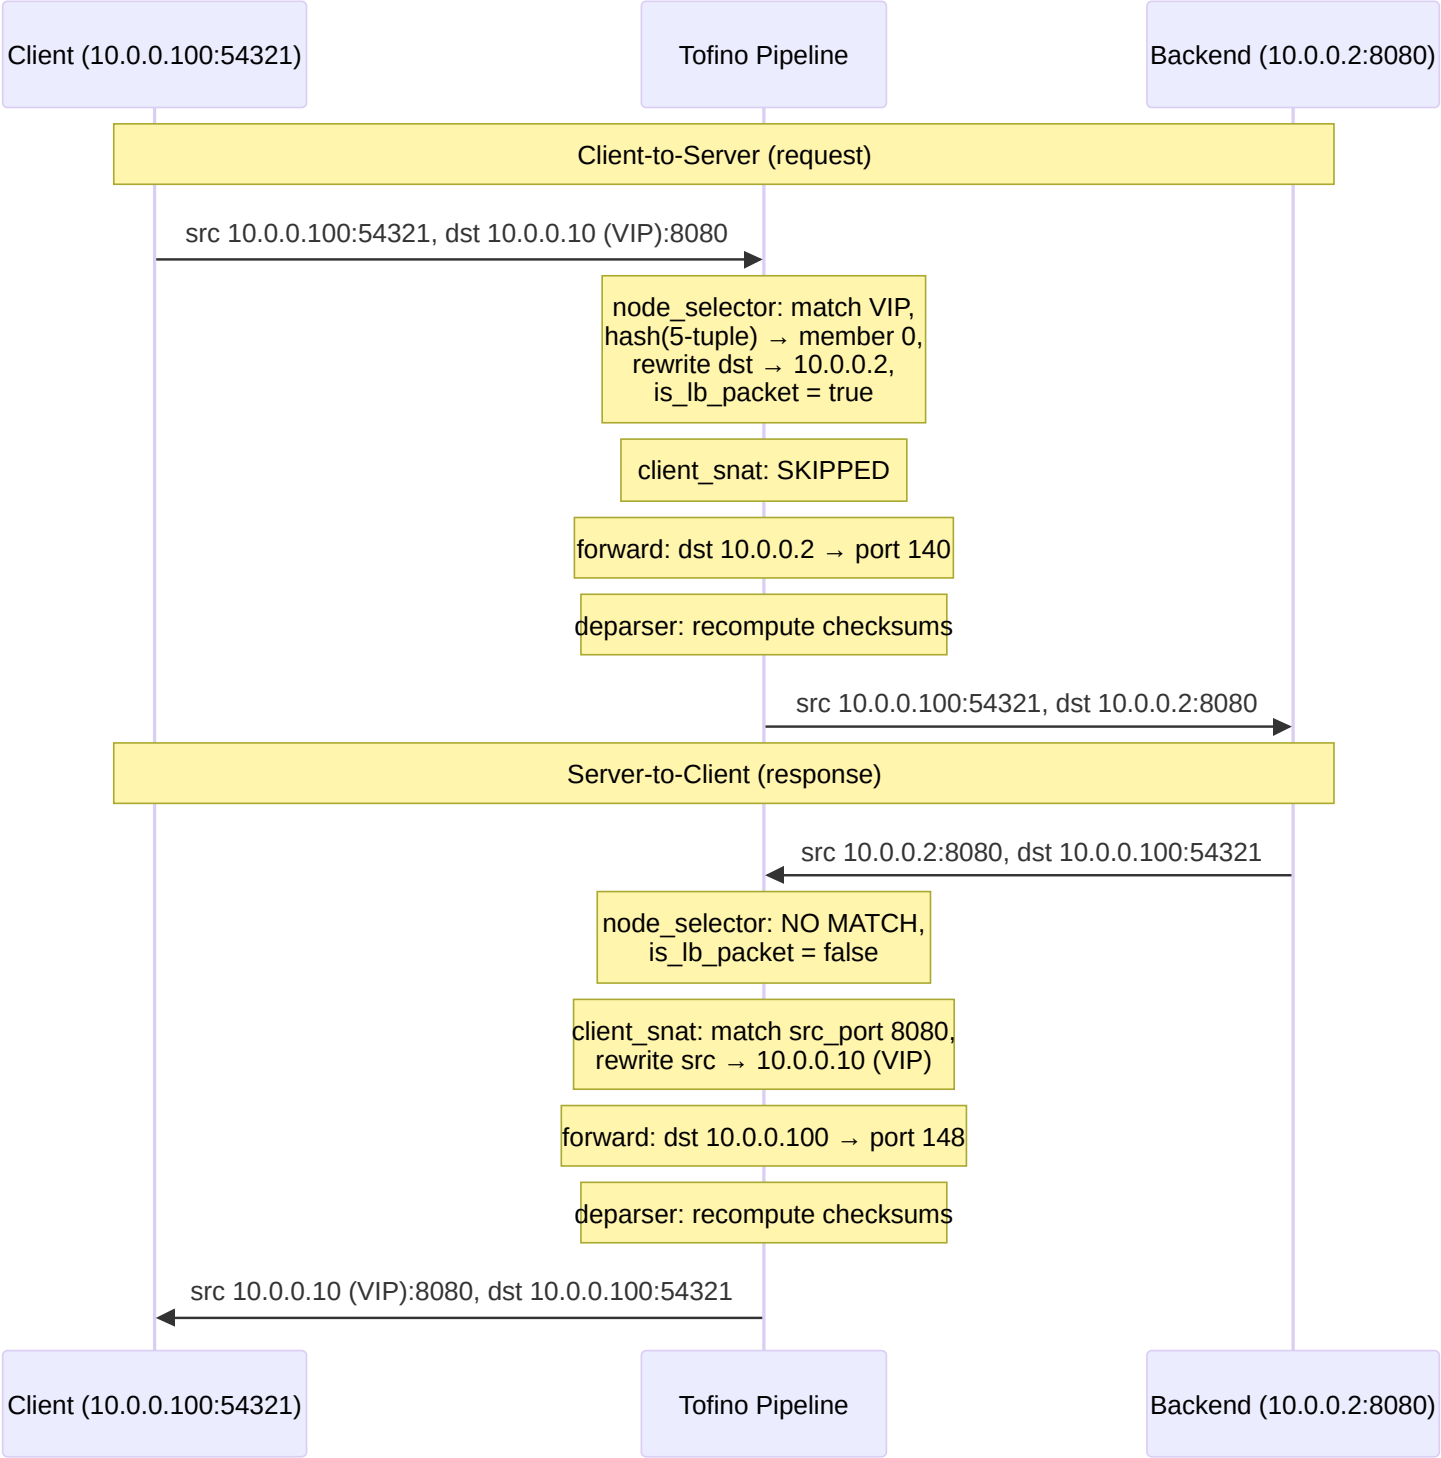 Client (10.0.0.100:54321)
Tofino Pipeline
Backend (10.0.0.2:8080)
Client-to-Server (request)
src 10.0.0.100:54321, dst 10.0.0.10 (VIP):8080
node_selector: match VIP,
hash(5-tuple) → member 0,
rewrite dst → 10.0.0.2,
is_lb_packet = true
client_snat: SKIPPED
forward: dst 10.0.0.2 → port 140
deparser: recompute checksums
src 10.0.0.100:54321, dst 10.0.0.2:8080
Server-to-Client (response)
src 10.0.0.2:8080, dst 10.0.0.100:54321
node_selector: NO MATCH,
is_lb_packet = false
client_snat: match src_port 8080,
rewrite src → 10.0.0.10 (VIP)
forward: dst 10.0.0.100 → port 148
deparser: recompute checksums
src 10.0.0.10 (VIP):8080, dst 10.0.0.100:54321
Client (10.0.0.100:54321)
Tofino Pipeline
Backend (10.0.0.2:8080)